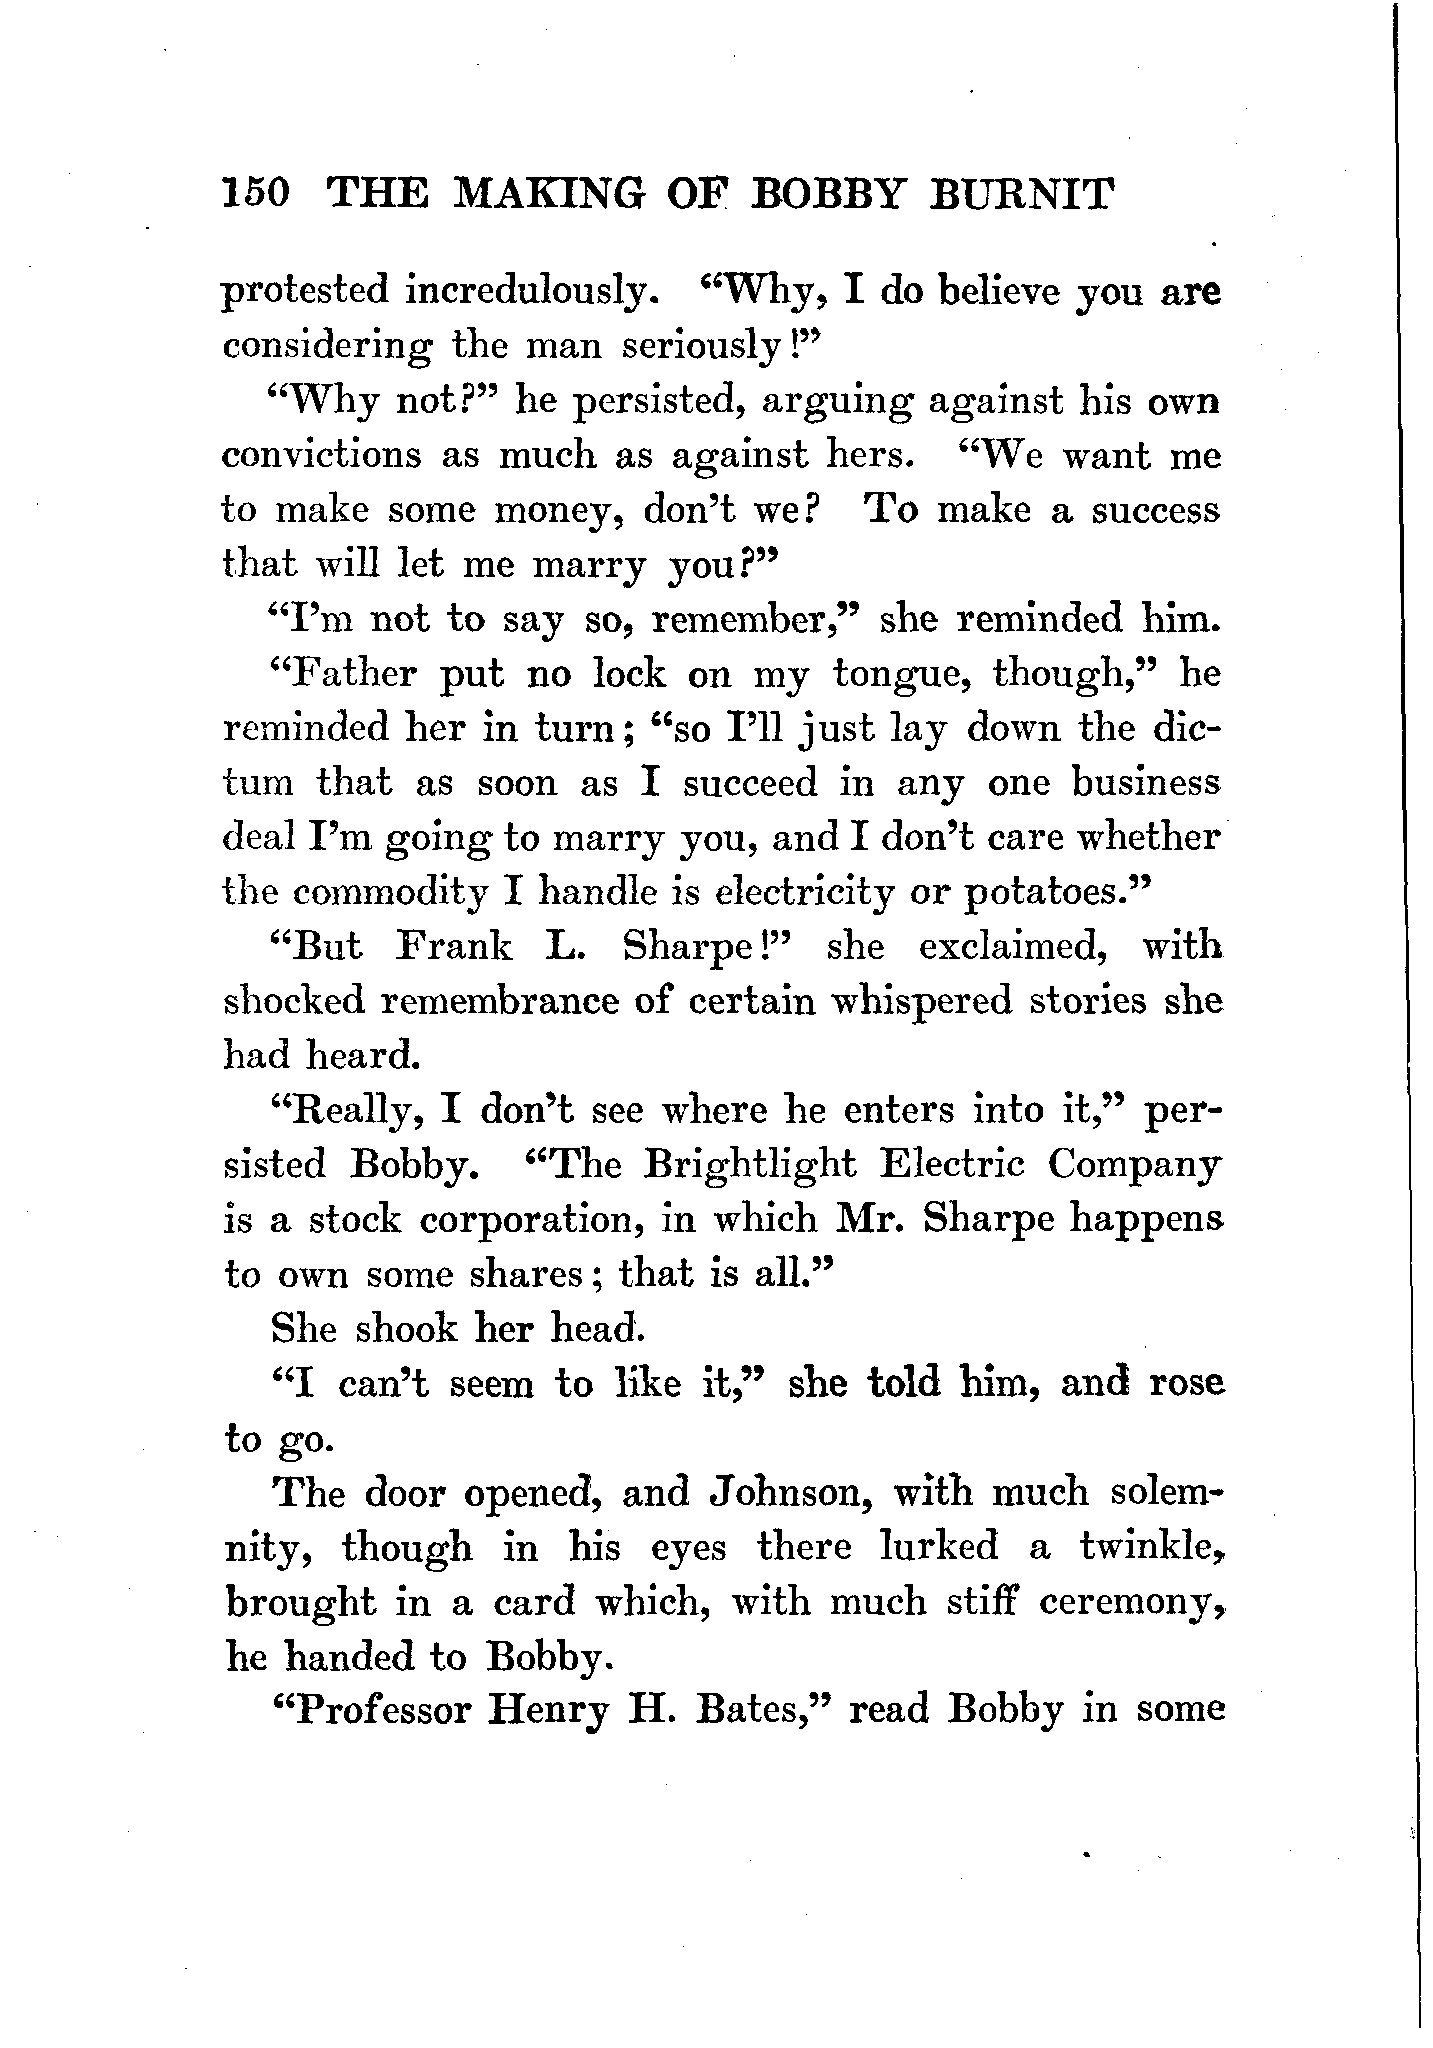 150 THE MAKING OF BOBBY BURNIT
protested incredulously. “Why, I do believe you are
considering the man seriously!”
“Why not?” he persisted, arguing against his own
convictions as much as against hers. “We want me
to make some money, don’t we? To make a success
that will let me marry you?”
“I’m not to say so, remember,” she reminded him.
“Father put no lock on my tongue, though,” he
reminded her in turn; “so I’ll just lay down the dic-
tum that as soon as I succeed in any one business
deal I’m going to marry you, and I don’t care whether
the commodity I handle is electricity or potatoes.”
“But Frank L. Sharpe!” she exclaimed, with
shocked remembrance of certain whispered stories she
had heard.
“Really, I don’t see where he enters into it,” per-
sisted Bobby. “The Brightlight Electric Company
is a stock corporation, in which Mr. Sharpe happens
to own some shares; that is all.”
She shook her head.
“I can’t seem to like it,” she told him, and rose
to go.
The door opened, and Johnson, with much solem-
nity, though in his eyes there lurked a twinkle,
brought in a card which, with much stiff ceremony,
he handed to Bobby.
“Professor Henry H. Bates,” read Bobby in some